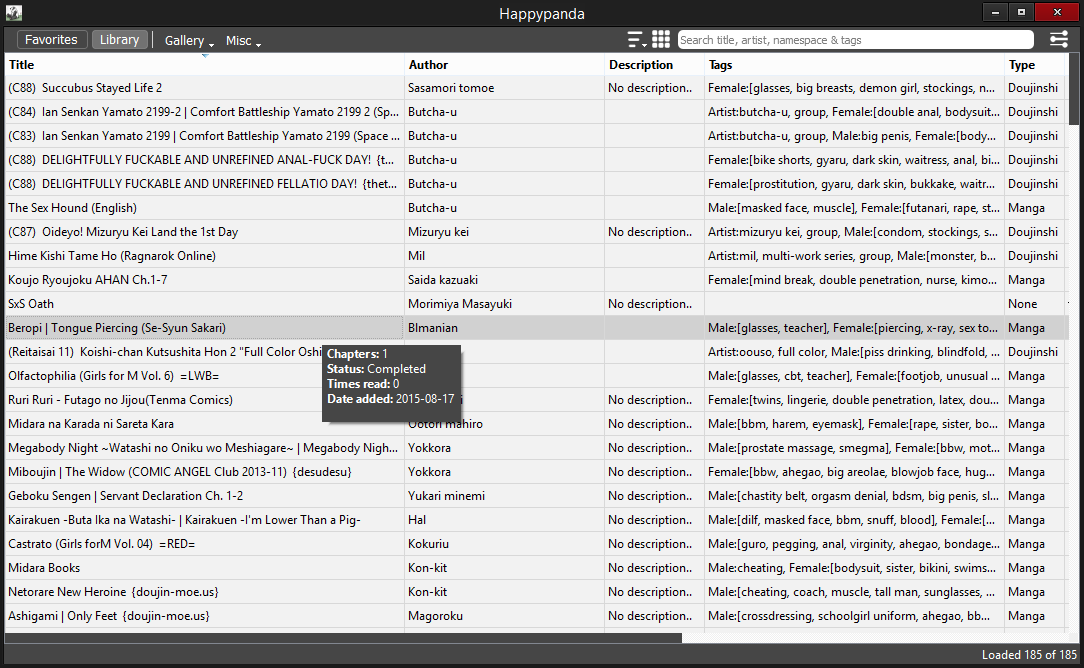 Happypanda
Favorites Library Gallery Misc Search title, artist, namespace & tags
Title Author Description Tags Type
(C88) Succubus Stayed Life 2 Sasamori tomoe No description.. Female:[glasses, big breasts, demon girl, stockings, n... Doujinshi
(C84) Ian Senkan Yamato 2199-2 | Comfort Battleship Yamato 2199 2 (Sp... Butcha-u Artist:butcha-u, group, Female:[double anal, bodysuit... Doujinshi
(C83) Ian Senkan Yamato 2199 | Comfort Battleship Yamato 2199 (Space ... Butcha-u Artist:butcha-u, group, Male:big penis, Female:[body... Doujinshi
(C88) DELIGHTFULLY FUCKABLE AND UNREFINED ANAL-FUCK DAY! {t... Butcha-u Female:[bike shorts, gyaru, dark skin, waitress, anal, bi... Doujinshi
(C88) DELIGHTFULLY FUCKABLE AND UNREFINED FELLATIO DAY! {thet... Butcha-u Female:[prostitution, gyaru, dark skin, bukkake, waitr... Doujinshi
The Sex Hound (English) Butcha-u Male:[masked face, muscle], Female:[futanari, rape, st... Manga
(C87) Oideyo! Mizuryu Kei Land the 1st Day Mizuryu kei No description.. Artist:mizuryu kei, group, Male:[condom, stockings, s... Doujinshi
Hime Kishi Tame Ho (Ragnarok Online) Mil Artist:mil, multi-work series, group, Male:[monster, b... Doujinshi
Koujo Ryoujoku AHAN Ch.1-7 Saida kazuaki Female:[mind break, double penetration, nurse, kimo... Manga
SxS Oath Morimiya Masayuki No description.. None
Beropi | Tongue Piercing (Se-Syun Sakari) BImanian Male:[glasses, teacher], Female:[piercing, x-ray, sex to... Manga
(Reitaisai 11) Koishi-chan Kutsushita Hon 2 "Full Color Oshi Artist:oouso, full color, Male:[piss drinking, blindfold, ... Doujinshi
Chapters: 1
Status: Completed
Times read: 0
Date added: 2015-08-17
Olfactophilia (Girls for M Vol. 6) =LWB= Male:[glasses, cbt, teacher], Female:[footjob, unusual ... Manga
Ruri Ruri - Futago no Jijou(Tenma Comics) No description.. Female:[twins, lingerie, double penetration, latex, dou... Manga
Midara na Karada ni Sareta Kara Ootori mahiro No description.. Male:[bbm, harem, eyemask], Female:[rape, sister, bo... Manga
Megabody Night ~Watashi no Oniku wo Meshiagare~ | Megabody Nigh... Yokkora No description.. Male:[prostate massage, smegma], Female:[bbw, mot... Manga
Miboujin | The Widow (COMIC ANGEL Club 2013-11) {desudesu} Yokkora No description.. Female:[bbw, ahegao, big areolae, blowjob face, hug... Manga
Geboku Sengen | Servant Declaration Ch. 1-2 Yukari minemi No description.. Male:[chastity belt, orgasm denial, bdsm, big penis, sl... Manga
Kairakuen -Buta Ika na Watashi- | Kairakuen -I'm Lower Than a Pig- Hal No description.. Male:[dilf, masked face, bbm, snuff, blood], Female:[... Manga
Castrato (Girls forM Vol. 04) =RED= Kokuriu No description.. Male:[guro, pegging, anal, virginity, ahegao, bondage... Manga
Midara Books Kon-kit No description.. Male:cheating, Female:[bodysuit, sister, bikini, swims... Manga
Netorare New Heroine {doujin-moe.us} Kon-kit No description.. Male:[cheating, coach, muscle, tall man, sunglasses, ... Manga
Ashigami | Only Feet {doujin-moe.us} Magoroku No description.. Male:[crossdressing, schoolgirl uniform, ahegao, bb... Manga
Loaded 185 of 185